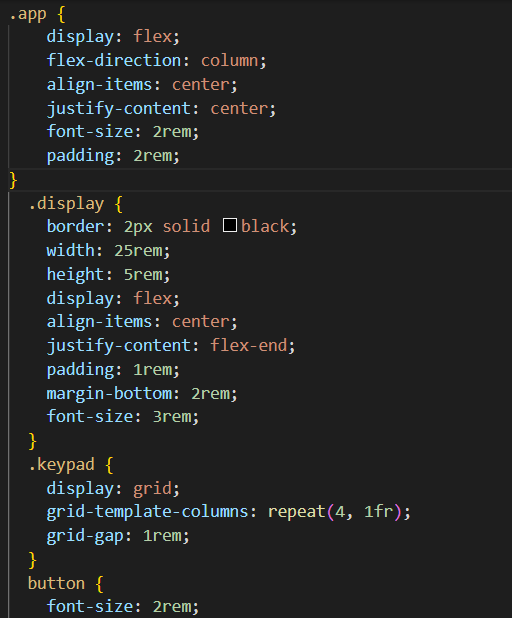 .app {
    display: flex;
    flex-direction: column;
    align-items: center;
    justify-content: center;
    font-size: 2rem;
    padding: 2rem;
}
  .display {
    border: 2px solid black;
    width: 25rem;
    height: 5rem;
    display: flex;
    align-items: center;
    justify-content: flex-end;
    padding: 1rem;
    margin-bottom: 2rem;
    font-size: 3rem;
  }
  .keypad {
    display: grid;
    grid-template-columns: repeat(4, 1fr);
    grid-gap: 1rem;
  }
  button {
    font-size: 2rem;